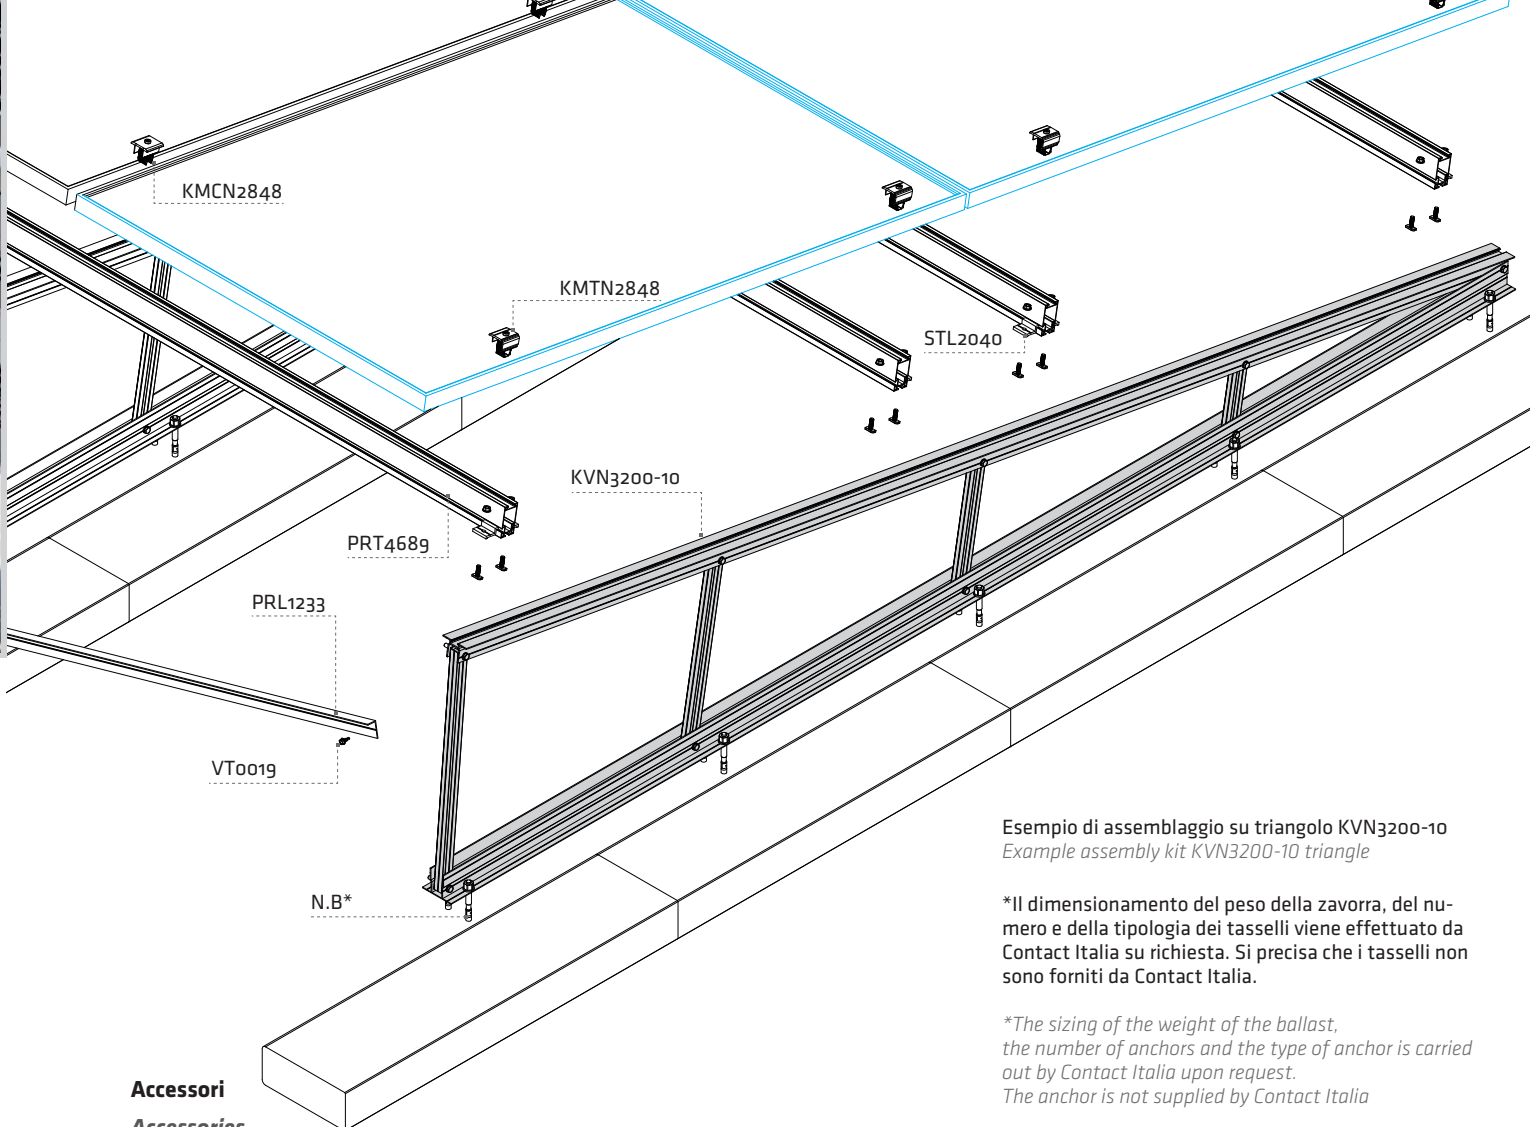 KMCN2848
KMTN2848
STL2040
KVN3200-10
PRT4689
PRL1233
VT0019
N.B*
Esempio di assemblaggio su triangolo KVN3200-10
Example assembly kit KVN3200-10 triangle
*Il dimensionamento del peso della zavorra, del nu-
mero e della tipologia dei tasselli viene effettuato da
Contact Italia su richiesta. Si precisa che i tasselli non
sono forniti da Contact Italia.
*The sizing of the weight of the ballast,
the number of anchors and the type of anchor is carried
out by Contact Italia upon request.
The anchor is not supplied by Contact Italia
Accessori
Accessories